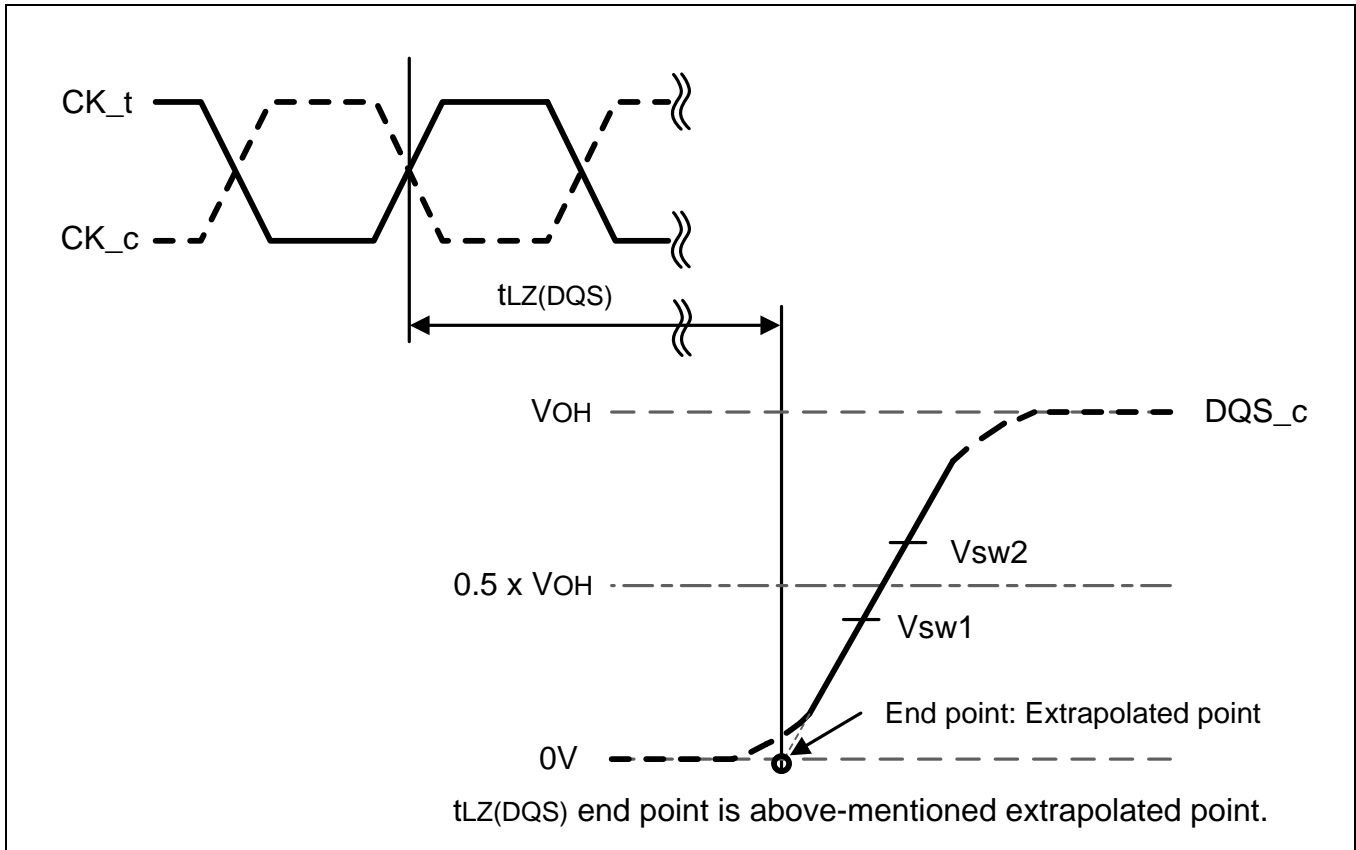 CK_t
CK_c
tLZ(DQS)
VOH
DQS_c
Vsw2
0.5 x VOH
Vsw1
End point: Extrapolated point
0V
tLZ(DQS) end point is above-mentioned extrapolated point.